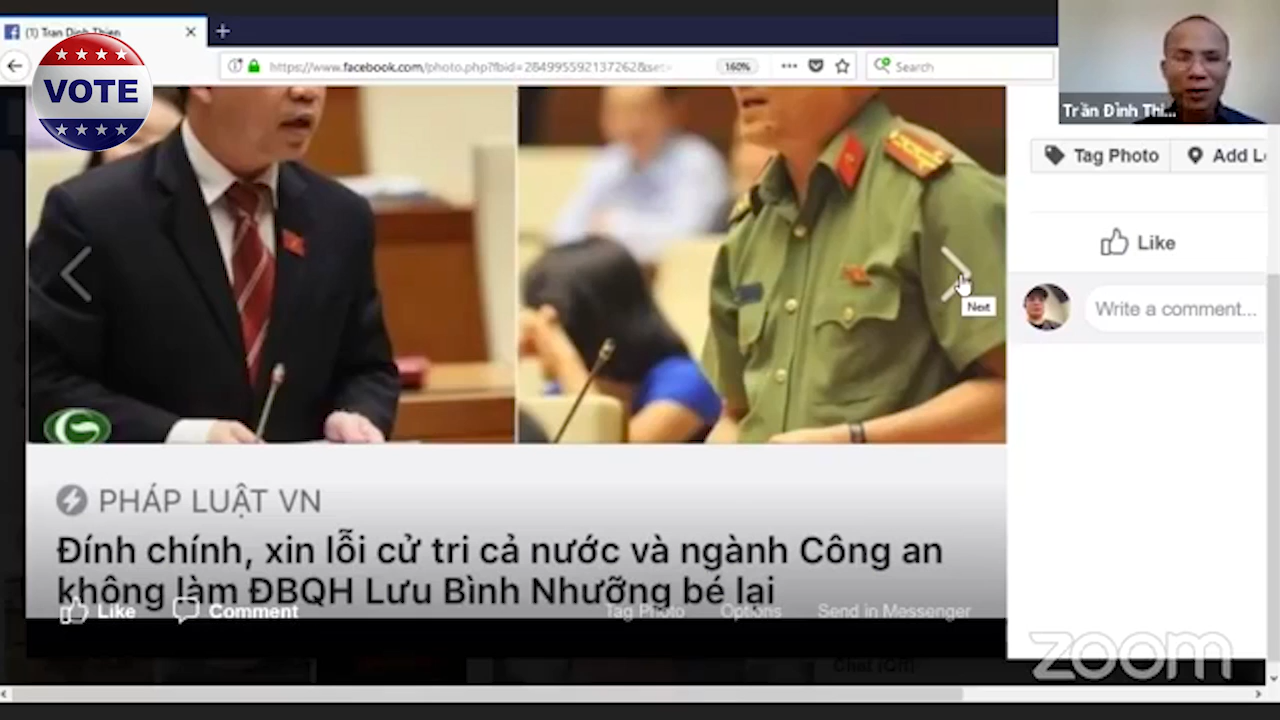 (1) Tran Dinh Thien
VOTE
https://www.facebook.com/photo.php?fbid=2849955921372628&set=
160%
Search
Trần Đình Thi...
Tag Photo
Add Lo
Like
Write a comment...
Next
PHÁP LUẬT VN
Đính chính, xin lỗi cử tri cả nước và ngành Công an
không làm ĐBQH Lưu Bình Nhưỡng bé lại
Like Comment Tag Photo Options Send in Messenger
Chat (QR)
zoom